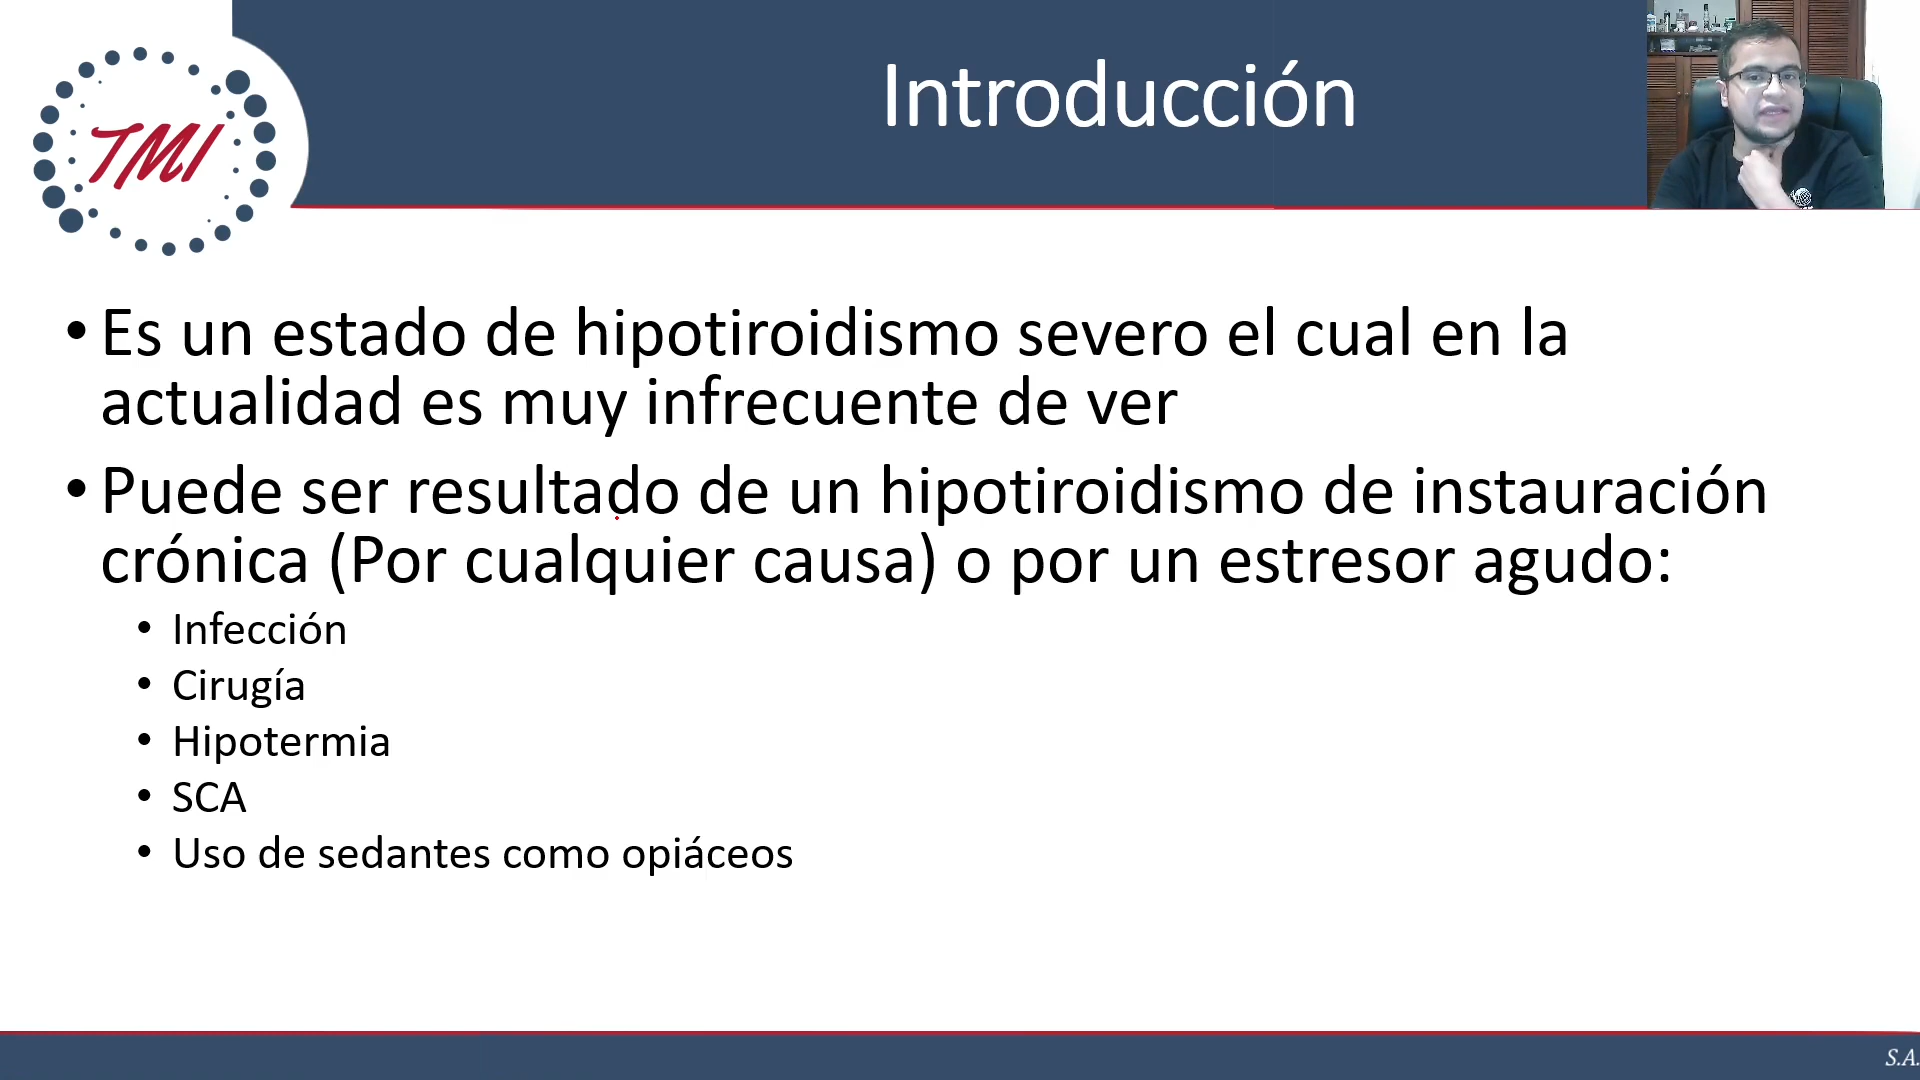 Introducción
TMI
• Es un estado de hipotiroidismo severo el cual en la
actualidad es muy infrecuente de ver
• Puede ser resultado de un hipotiroidismo de instauración
crónica (Por cualquier causa) o por un estresor agudo:
• Infección
• Cirugía
• Hipotermia
• SCA
• Uso de sedantes como opiáceos
S.A.